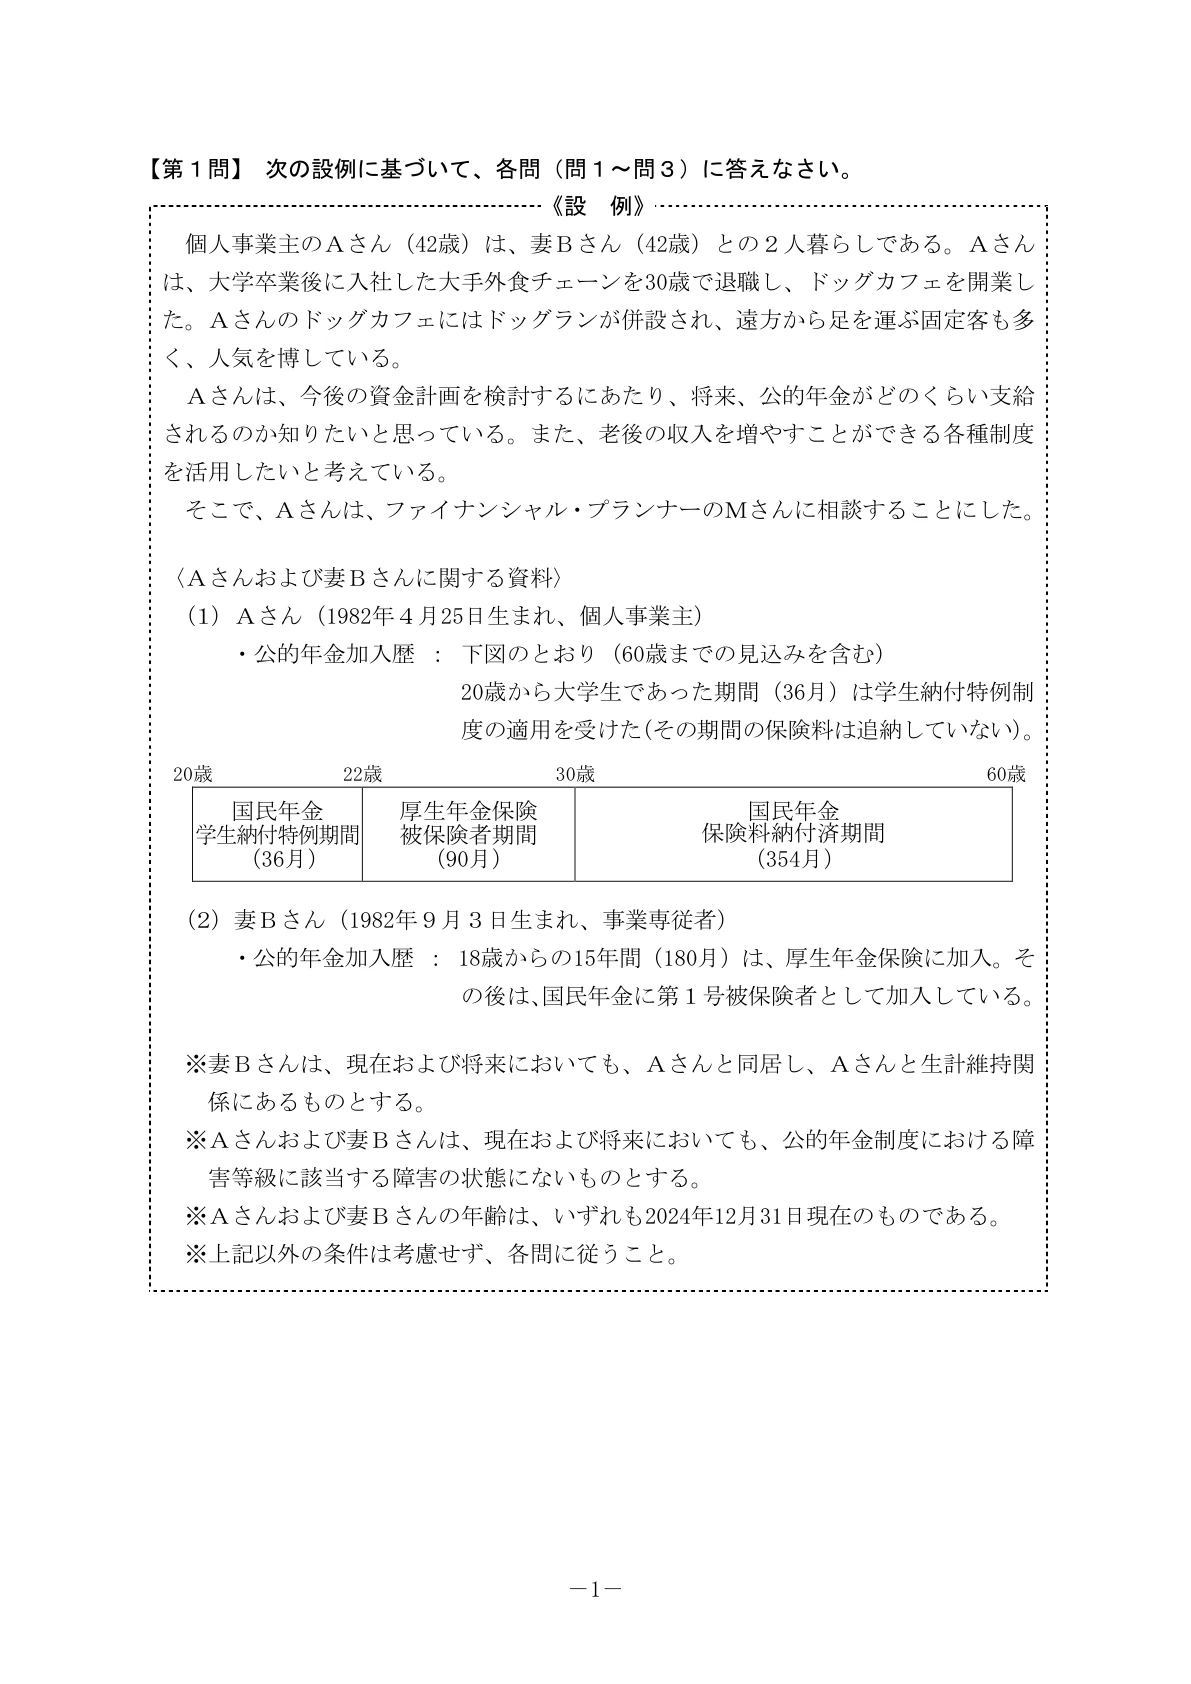 【第１問】 次の設例に基づいて、各問（問１～問３）に答えなさい。
《設　例》
個人事業主のＡさん（42歳）は、妻Ｂさん（42歳）との２人暮らしである。Ａさん
は、大学卒業後に入社した大手外食チェーンを30歳で退職し、ドッグカフェを開業し
た。Ａさんのドッグカフェにはドッグランが併設され、遠方から足を運ぶ固定客も多
く、人気を博している。
Ａさんは、今後の資金計画を検討するにあたり、将来、公的年金がどのくらい支給
されるのか知りたいと思っている。また、老後の収入を増やすことができる各種制度
を活用したいと考えている。
そこで、Ａさんは、ファイナンシャル・プランナーのＭさんに相談することにした。
〈Ａさんおよび妻Ｂさんに関する資料〉
（1）Ａさん（1982年４月25日生まれ、個人事業主）
・公的年金加入歴 ： 下図のとおり（60歳までの見込みを含む）
20歳から大学生であった期間（36月）は学生納付特例制
度の適用を受けた（その期間の保険料は追納していない）。
20歳 22歳 30歳 60歳
国民年金 厚生年金保険 国民年金
学生納付特例期間 被保険者期間 保険料納付済期間
（36月） （90月） （354月）
（2）妻Ｂさん（1982年９月３日生まれ、事業専従者）
・公的年金加入歴 ： 18歳からの15年間（180月）は、厚生年金保険に加入。そ
の後は、国民年金に第１号被保険者として加入している。
※妻Ｂさんは、現在および将来においても、Ａさんと同居し、Ａさんと生計維持関
係にあるものとする。
※Ａさんおよび妻Ｂさんは、現在および将来においても、公的年金制度における障
害等級に該当する障害の状態にないものとする。
※Ａさんおよび妻Ｂさんの年齢は、いずれも2024年12月31日現在のものである。
※上記以外の条件は考慮せず、各問に従うこと。
－1－